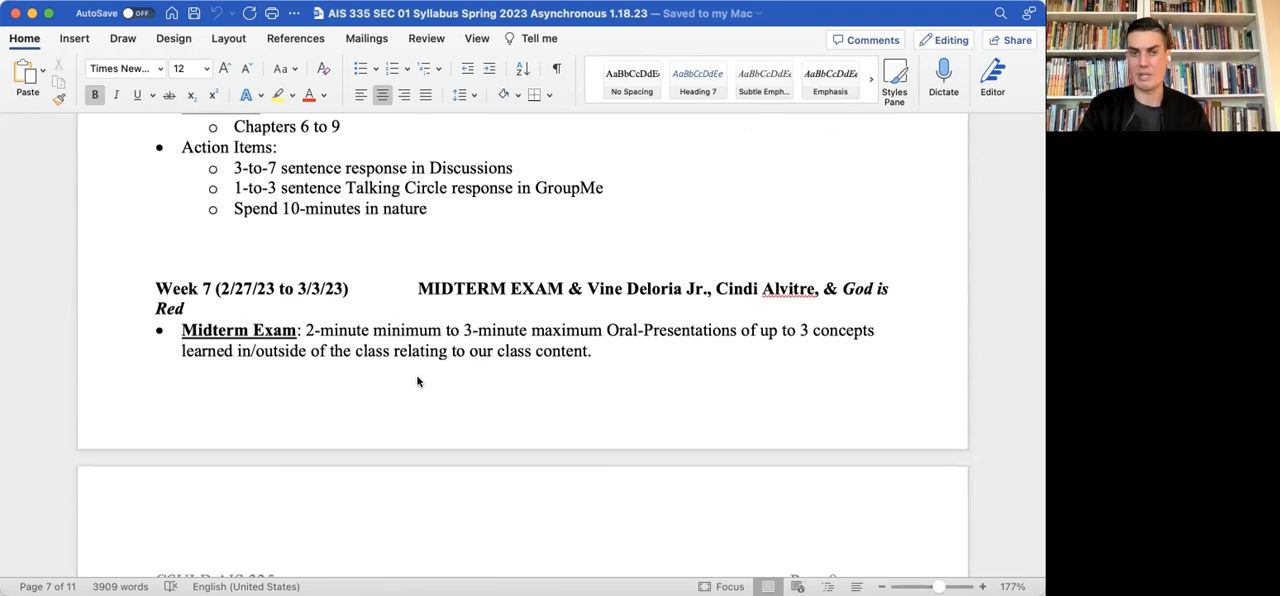 AutoSave OFF AIS 335 SEC 01 Syllabus Spring 2023 Asynchronous 1.18.23 — Saved to my Mac
Home Insert Draw Design Layout References Mailings Review View Tell me Comments Editing Share
Paste
Times New... 12
AaBbCcDdE No Spacing
AaBbCcDdEe Heading 7
AaBbCcDdEe Subtle Emph...
AaBbCcDdEe Emphasis
Styles Pane
Dictate
Editor
o Chapters 6 to 9
• Action Items:
o 3-to-7 sentence response in Discussions
o 1-to-3 sentence Talking Circle response in GroupMe
o Spend 10-minutes in nature
Week 7 (2/27/23 to 3/3/23) MIDTERM EXAM & Vine Deloria Jr., Cindi Alvitre, & God is
Red
• Midterm Exam: 2-minute minimum to 3-minute maximum Oral-Presentations of up to 3 concepts
learned in/outside of the class relating to our class content.
Page 7 of 11 3909 words English (United States) Focus 177%